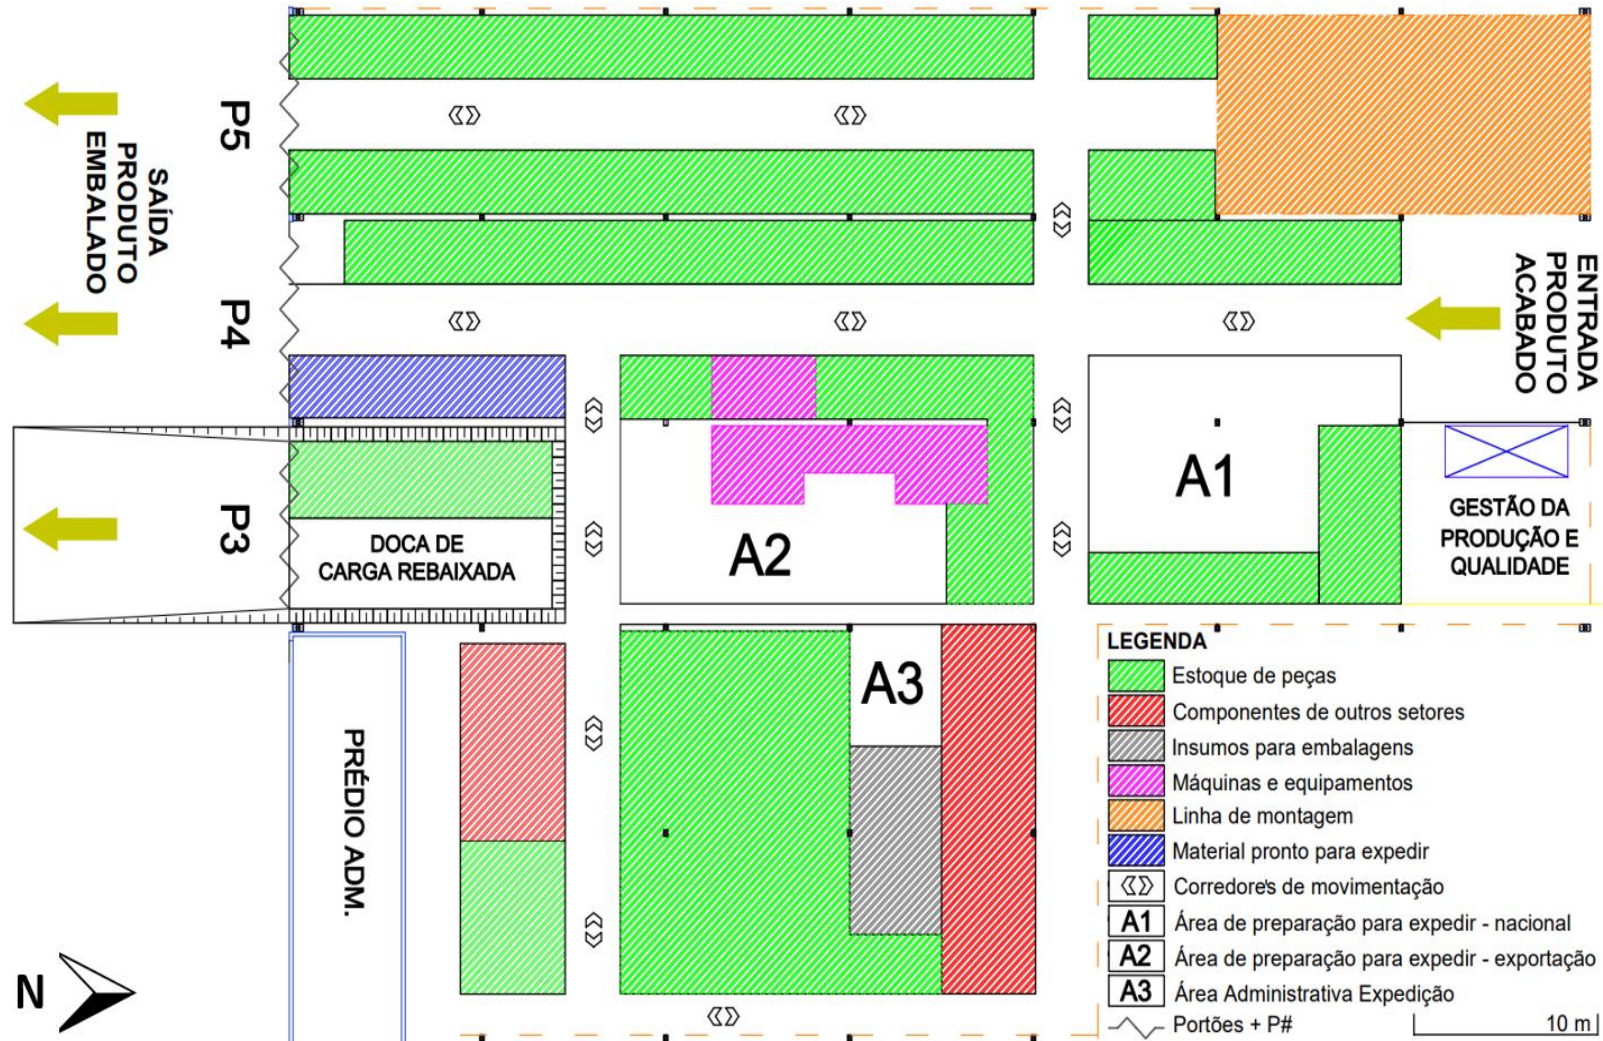 P5
SAÍDA
PRODUTO
EMBALADO
P4
P3
ENTRADA
PRODUTO
ACABADO
A1
A2
DOCA DE
CARGA REBAIXADA
GESTÃO DA
PRODUÇÃO E
QUALIDADE
A3
PRÉDIO ADM.
N
LEGENDA
Estoque de peças
Componentes de outros setores
Insumos para embalagens
Máquinas e equipamentos
Linha de montagem
Material pronto para expedir
Corredores de movimentação
A1 Área de preparação para expedir - nacional
A2 Área de preparação para expedir - exportação
A3 Área Administrativa Expedição
Portões + P#
10 m